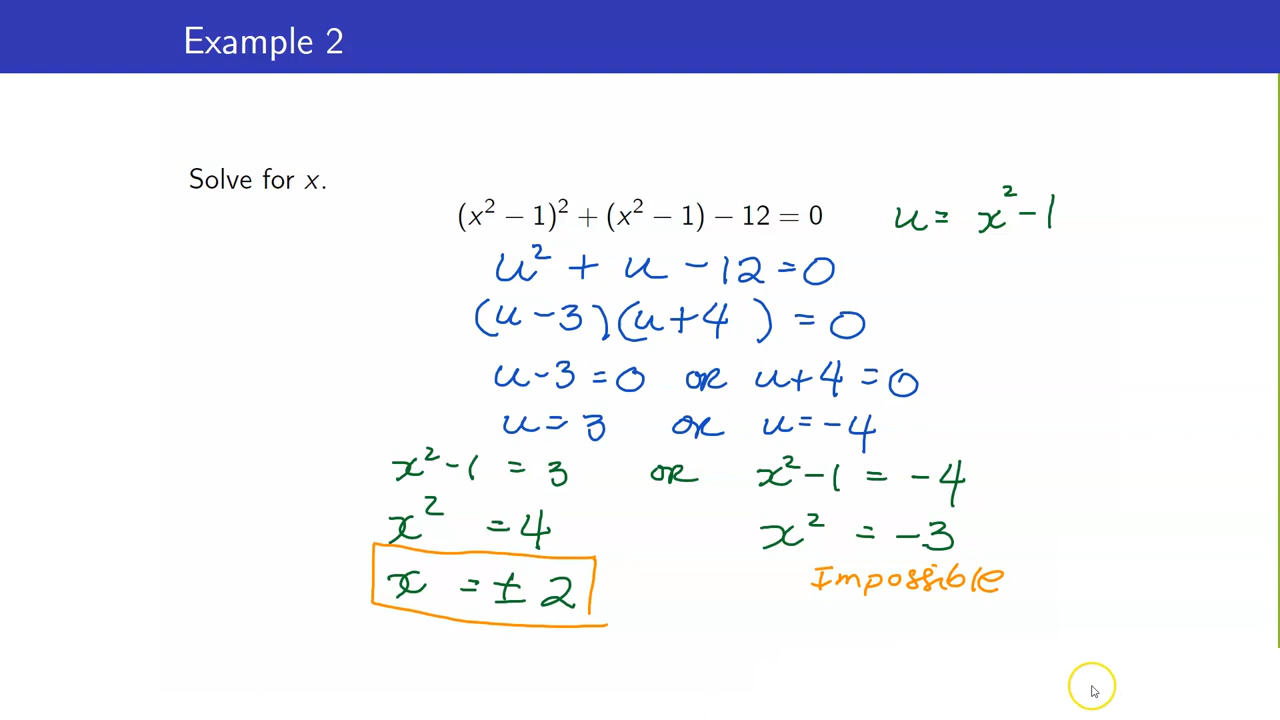 Example 2
Solve for x.
(x² − 1)² + (x² − 1) − 12 = 0
u = x² - 1
u² + u - 12 = 0
(u - 3)(u + 4) = 0
u - 3 = 0 or u + 4 = 0
u = 3 or u = -4
x² - 1 = 3 or x² - 1 = -4
x² = 4 x² = -3
x = ± 2 Impossible